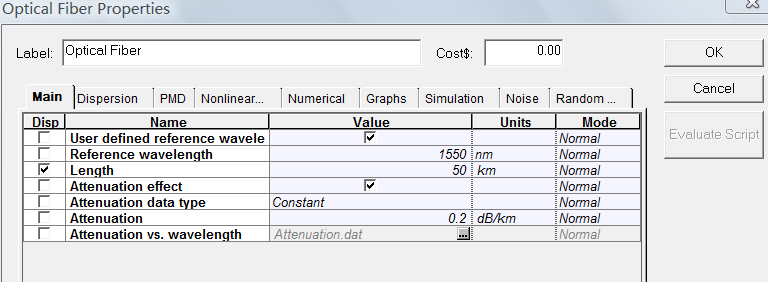 Optical Fiber Properties
Label: Optical Fiber Cost$: 0.00 OK
Cancel
Evaluate Script
Main Dispersion PMD Nonlinear... Numerical Graphs Simulation Noise Random ...
Disp Name Value Units Mode
User defined reference wavele Normal
Reference wavelength 1550 nm Normal
Length 50 km Normal
Attenuation effect Normal
Attenuation data type Constant Normal
Attenuation 0.2 dB/km Normal
Attenuation vs. wavelength Attenuation.dat ... Normal